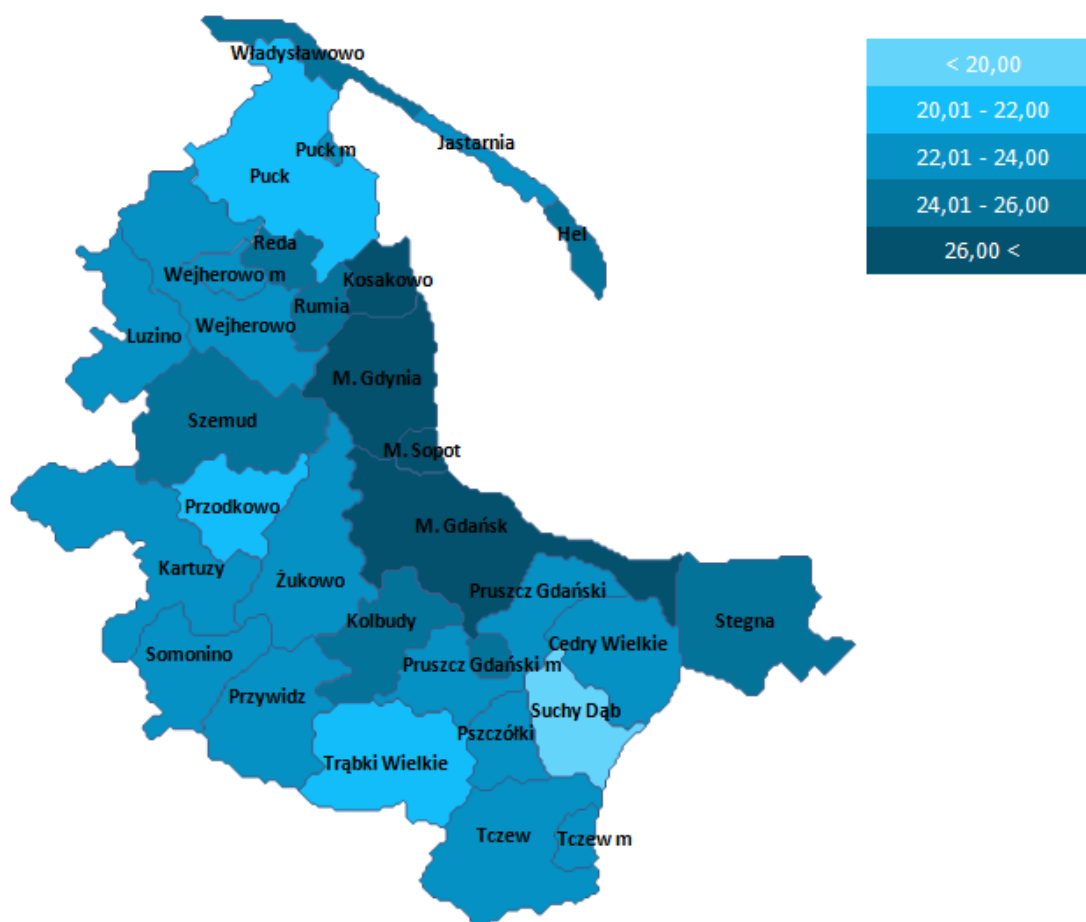 Władysławowo
< 20,00
20,01 - 22,00
22,01 - 24,00
24,01 - 26,00
26,00 <
Jastarnia
Puck m
Puck
Hel
Reda
Wejherowo m
Kosakowo
Rumia
Wejherowo
Luzino
M. Gdynia
Szemud
M. Sopot
Przodkowo
M. Gdańsk
Kartuzy
Żukowo
Pruszcz Gdański
Kolbudy
Stegna
Cedry Wielkie
Somonino
Pruszcz Gdański m
Przywidz
Suchy Dąb
Pszczółki
Trąbki Wielkie
Tczew
Tczew m